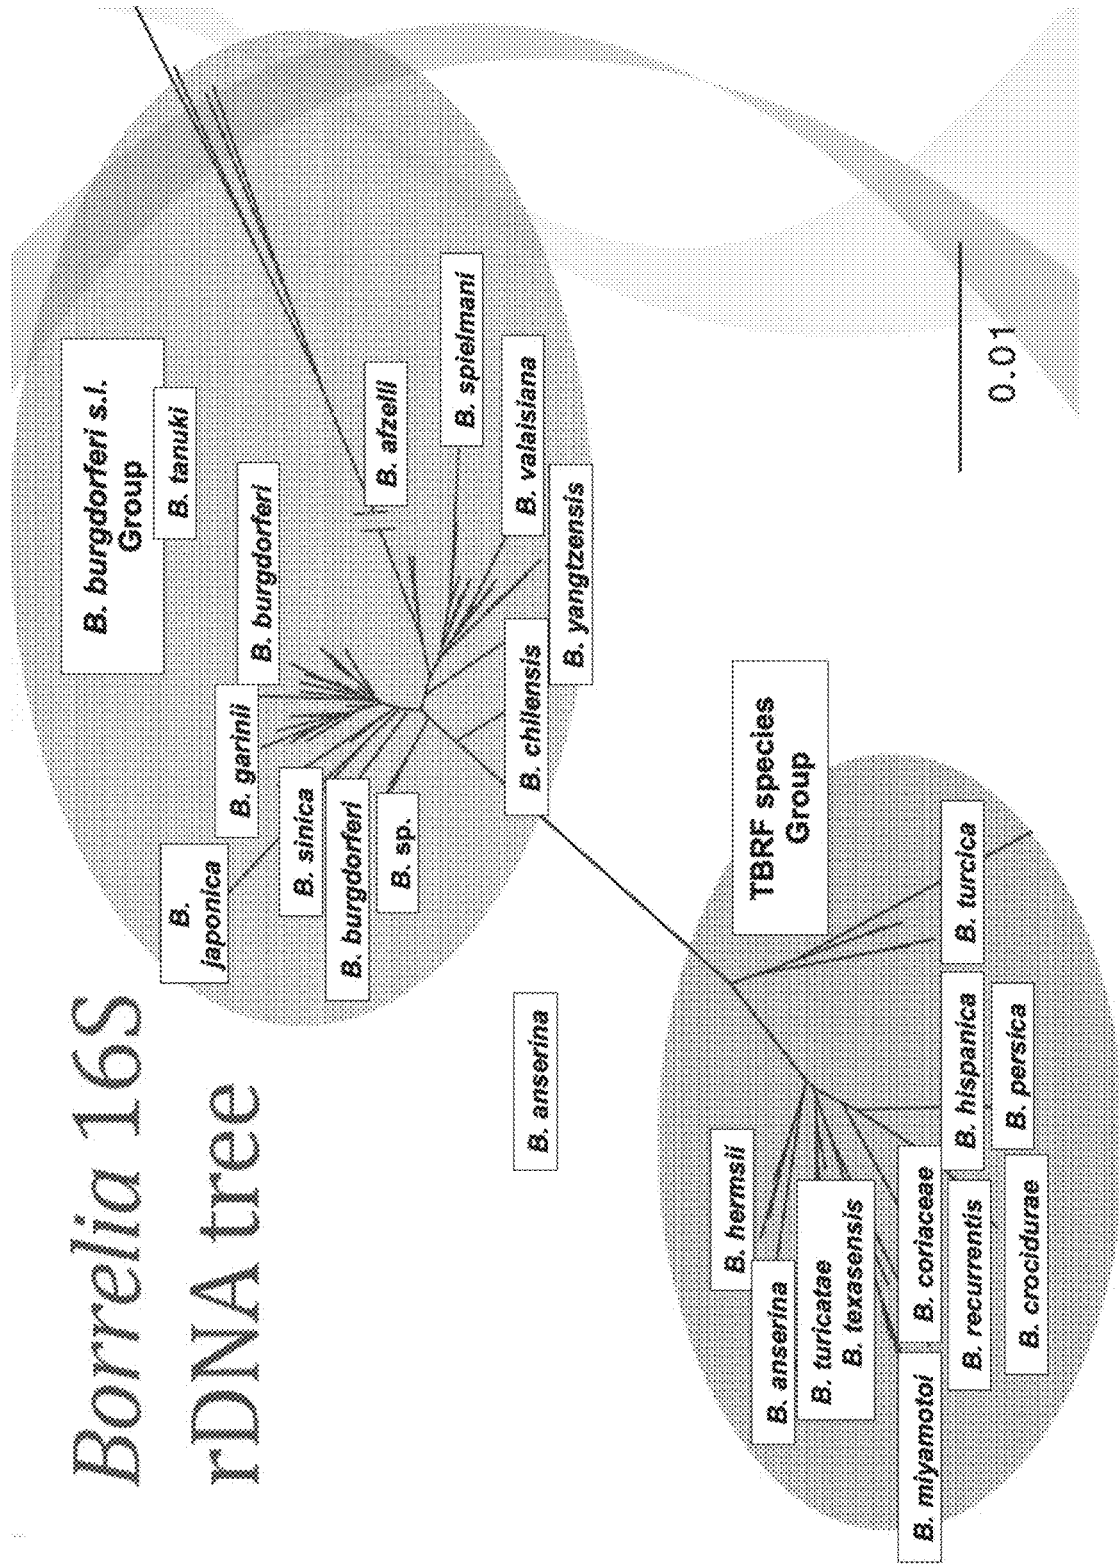 Borrelia 16S
rDNA tree
B. burgdorferi s.l.
Group
B. tanuki
B. burgdorferi
B. garinii
B.
japonica
B. sinica
B. burgdorferi
B. sp.
B. afzelii
B. spielmani
B. valaisiana
B. yangtzensis
B. chilensis
B. anserina
TBRF species
Group
B. hermsii
B. anserina
B. turicatae
B. texasensis
B. miyamotoi
B. coriaceae
B. recurrentis
B. crocidurae
B. hispanica
B. persica
B. turcica
0.01